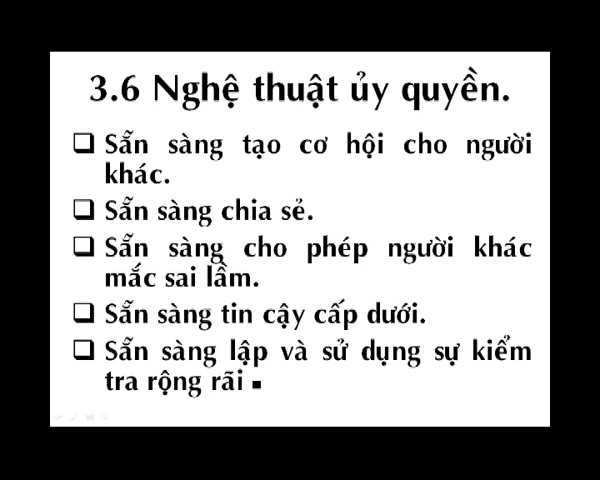 3.6 Nghệ thuật ủy quyền.
❑ Sẵn sàng tạo cơ hội cho người
khác.
❑ Sẵn sàng chia sẻ.
❑ Sẵn sàng cho phép người khác
mắc sai lầm.
❑ Sẵn sàng tin cậy cấp dưới.
❑ Sẵn sàng lập và sử dụng sự kiểm
tra rộng rãi ■